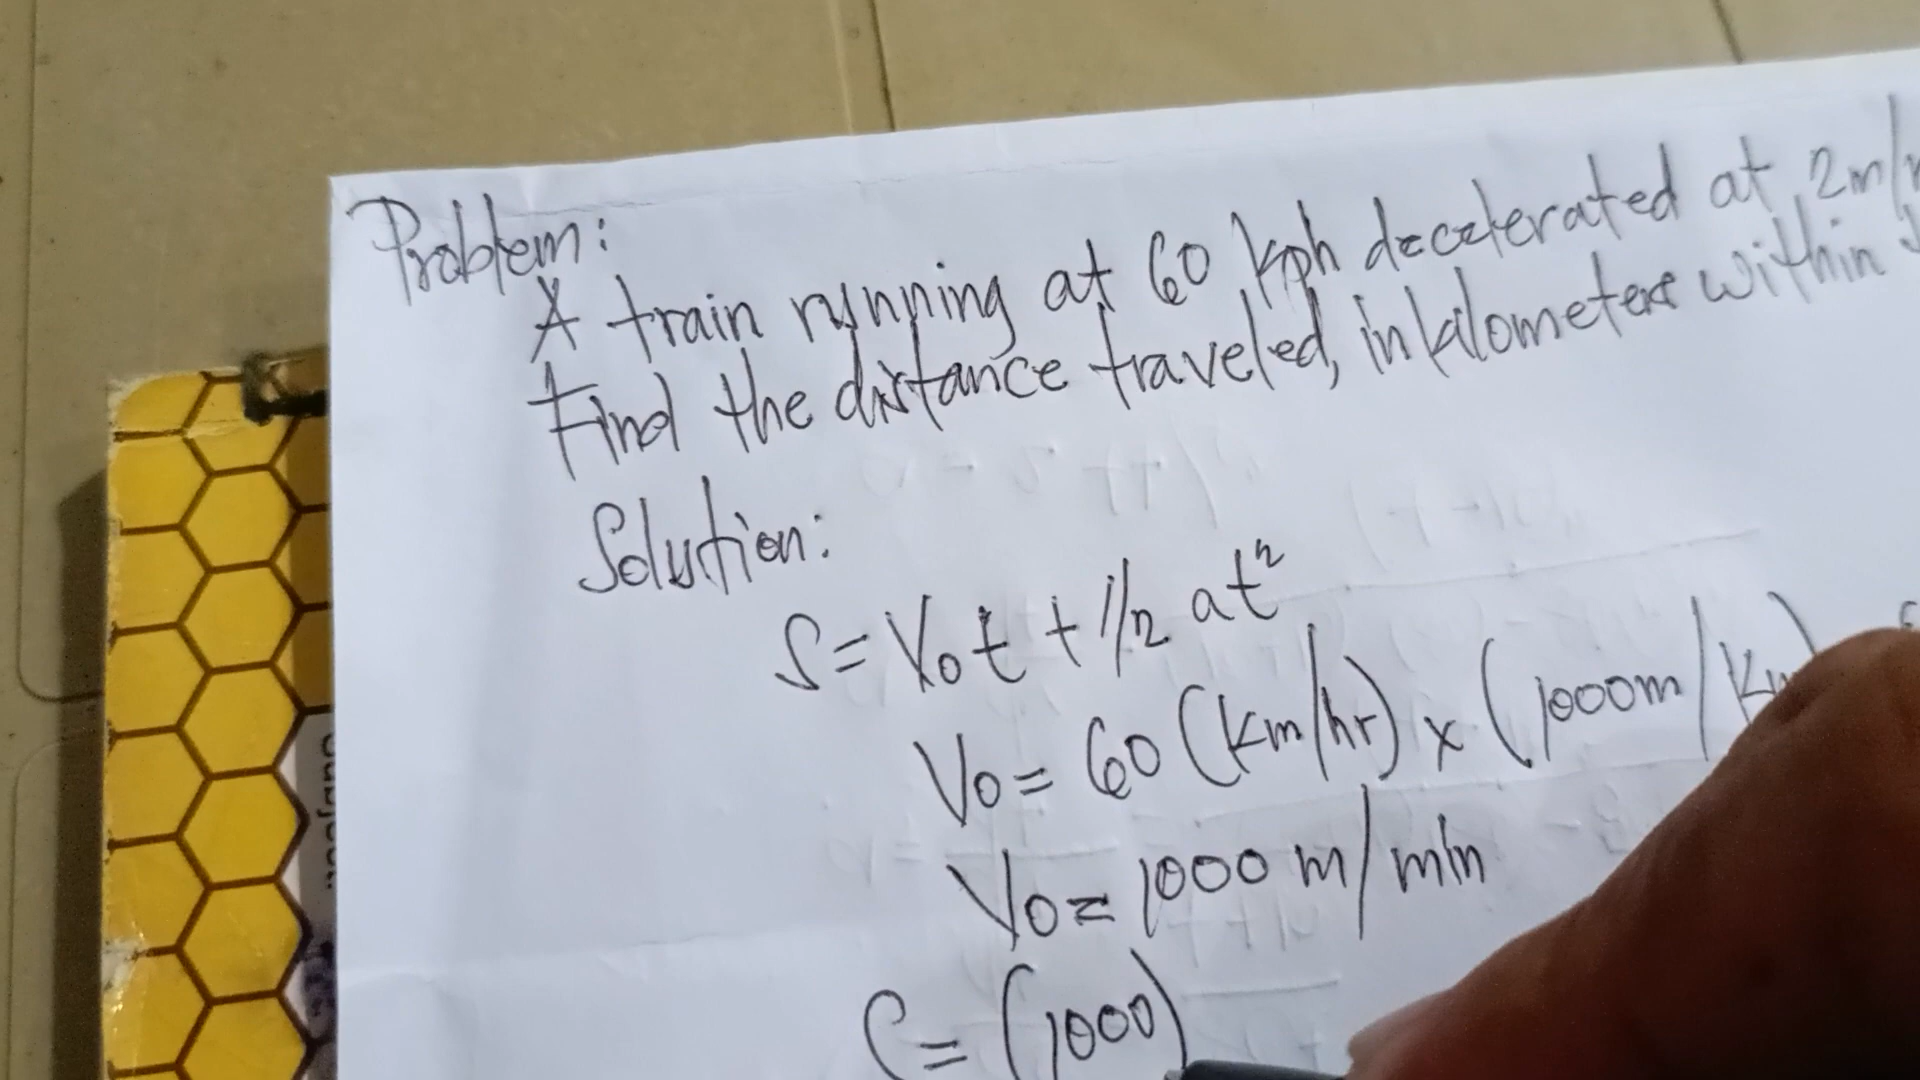 Problem:
A train running at 60 kph decelerated at 2m/
Find the distance traveled, in kilometers within
Solution:
S = Vot + 1/2 at²
Vo = 60 (km/hr) x (1000m/km)
Vo = 1000 m/min
S = (1000)